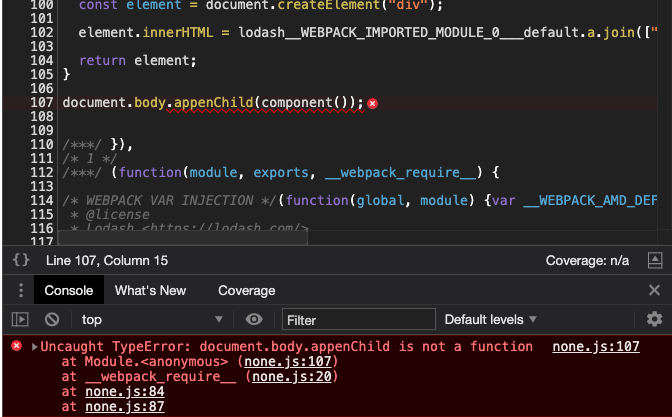 100 const element = document.createElement("div");
101
102 element.innerHTML = lodash__WEBPACK_IMPORTED_MODULE_0___default.a.join(["
103
104 return element;
105 }
106
107 document.body.appenChild(component());
108
109
110 /***/ }),
111 /* 1 */
112 /***/ (function(module, exports, __webpack_require__) {
113
114 /* WEBPACK VAR INJECTION */(function(global, module) {var __WEBPACK_AMD_DEF
115 * @license
116 * Lodash <https://lodash.com/>
117
{} Line 107, Column 15 Coverage: n/a
Console What's New Coverage
top Filter Default levels ▼
Uncaught TypeError: document.body.appenChild is not a function none.js:107
at Module.<anonymous> (none.js:107)
at __webpack_require__ (none.js:20)
at none.js:84
at none.js:87